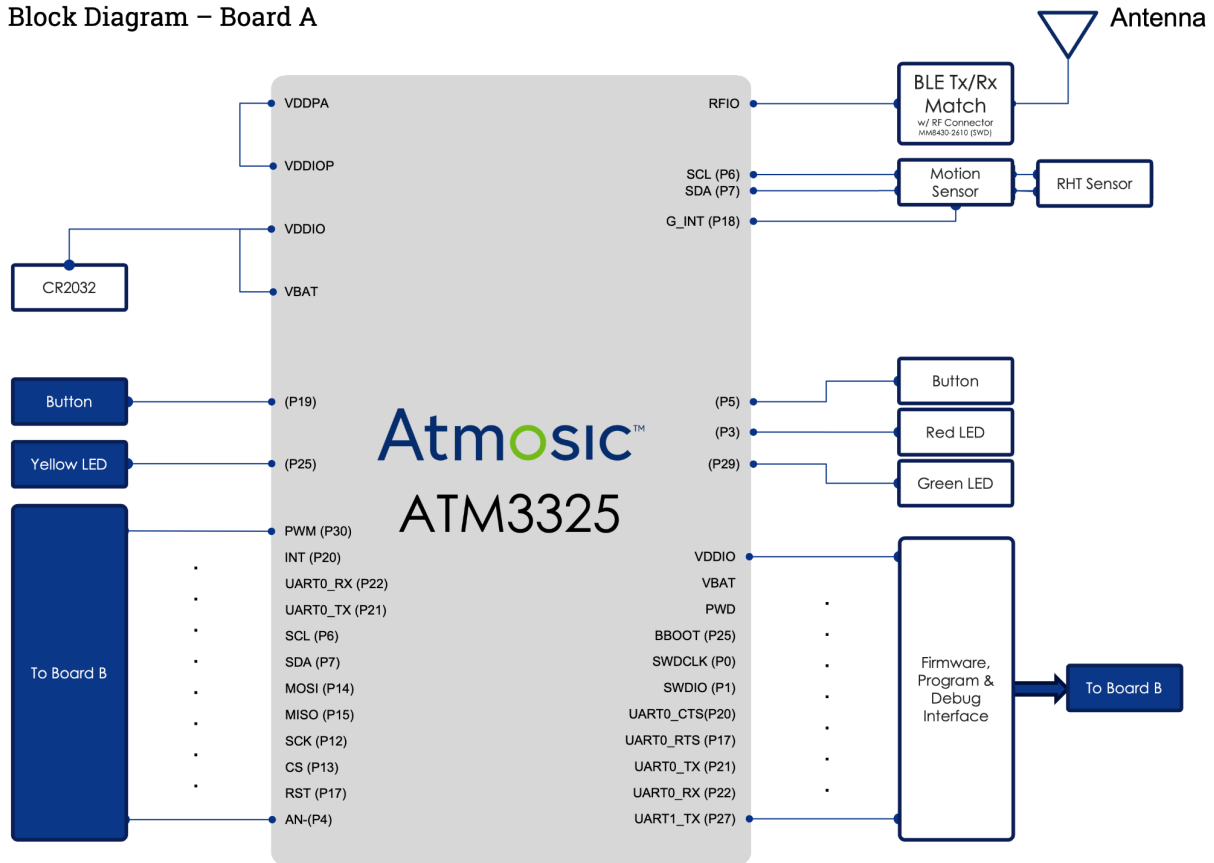 Block Diagram – Board A
Antenna
VDDPA
VDDIOP
VDDIO
VBAT
CR2032
RFIO
BLE Tx/Rx
Match
w/ RF Connector
MM8430-2610 (SWD)
SCL (P6)
SDA (P7)
G_INT (P18)
Motion
Sensor
RHT Sensor
Button
(P19)
Yellow LED
(P25)
Atmosic™
ATM3325
(P5)
Button
(P3)
Red LED
(P29)
Green LED
To Board B
PWM (P30)
INT (P20)
UART0_RX (P22)
UART0_TX (P21)
SCL (P6)
SDA (P7)
MOSI (P14)
MISO (P15)
SCK (P12)
CS (P13)
RST (P17)
AN-(P4)
VDDIO
VBAT
PWD
BBOOT (P25)
SWDCLK (P0)
SWDIO (P1)
UART0_CTS(P20)
UART0_RTS (P17)
UART0_TX (P21)
UART0_RX (P22)
UART1_TX (P27)
Firmware,
Program &
Debug
Interface
To Board B